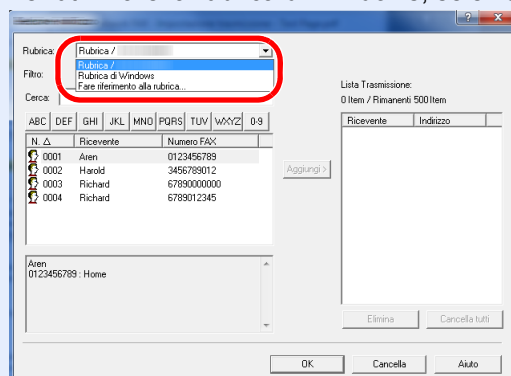 Rubrica: Rubrica /
Rubrica /
Rubrica di Windows
Fare riferimento alla rubrica...
Filtro:
Cerca:
ABC DEF GHI JKL MNO PQRS TUV WXYZ 0-9
N. Ricevente Numero FAX
0001 Aren 0123456789
0002 Harold 3456789012
0003 Richard 67890000000
0004 Richard 6789012345
Aren
0123456789 : Home
Aggiungi >
Lista Trasmissione:
0 Item / Rimanenti 500 Item
Ricevente Indirizzo
Elimina Cancella tutti
OK Cancella Aiuto